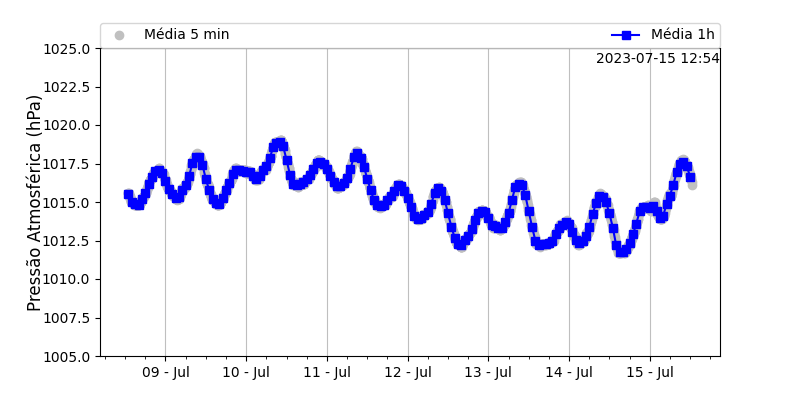 Média 5 min
Média 1h
2023-07-15 12:54
Pressão Atmosférica (hPa)
1025.0
1022.5
1020.0
1017.5
1015.0
1012.5
1010.0
1007.5
1005.0
09 - Jul
10 - Jul
11 - Jul
12 - Jul
13 - Jul
14 - Jul
15 - Jul